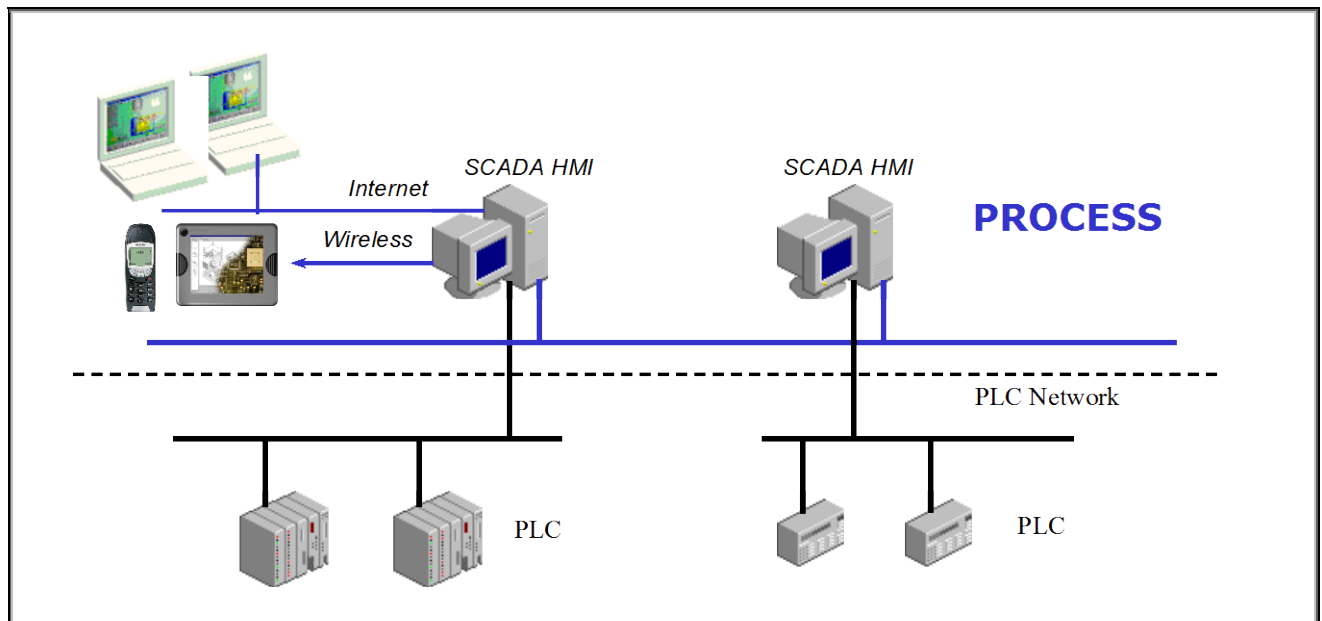 SCADA HMI
SCADA HMI
Internet
PROCESS
Wireless
PLC Network
PLC
PLC